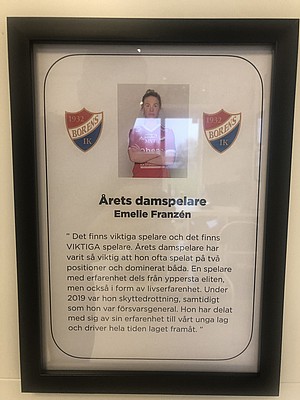 1932
BORENS
IK
1932
BORENS
IK
Årets damspelare
Emelle Franzén
" Det finns viktiga spelare och det finns
VIKTIGA spelare. Årets damspelare har
varit så viktig att hon ofta spelat på två
positioner och dominerat båda. En spelare
med erfarenhet dels från yppersta eliten,
men också i form av livserfarenhet. Under
2019 var hon skyttedrottning, samtidigt
som hon var försvarsgeneral. Hon har delat
med sig av sin erfarenhet till vårt unga lag
och driver hela tiden laget framåt. "